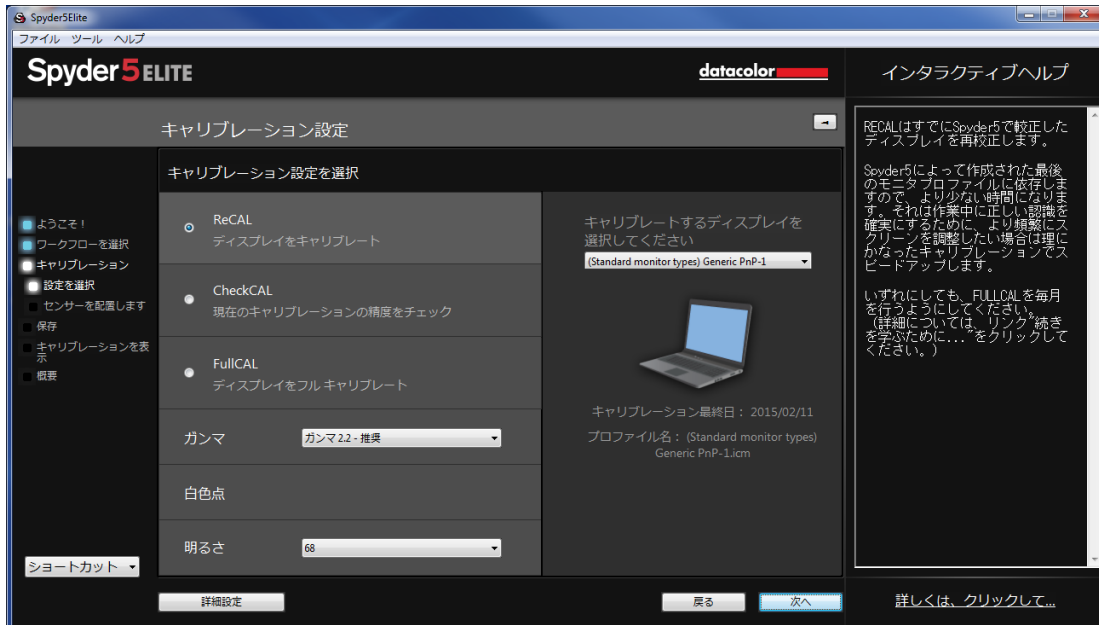 Spyder5Elite
ファイル ツール ヘルプ
Spyder5ELITE
datacolor
インタラクティブヘルプ
キャリブレーション設定
キャリブレーション設定を選択
ようこそ！
ワークフローを選択
キャリブレーション
設定を選択
センサーを配置します
保存
キャリブレーションを表
示
概要
ショートカット
ReCAL
ディスプレイをキャリブレート
CheckCAL
現在のキャリブレーションの精度をチェック
FullCAL
ディスプレイをフル キャリブレート
ガンマ ガンマ 2.2 - 推奨
白色点
明るさ 68
キャリブレートするディスプレイを
選択してください
(Standard monitor types) Generic PnP-1
キャリブレーション最終日： 2015/02/11
プロファイル名： (Standard monitor types)
Generic PnP-1.icm
詳細設定
戻る
次へ
RECALはすでにSpyder5で較正した
ディスプレイを再校正します。
Spyder5によって作成された最後
のモニタプロファイルに依存しま
すので、より少ない時間になりま
す。それは作業中に正しい認識を
確実にするために、より頻繁にス
クリーンを調整したい場合は理に
かなったキャリブレーションでス
ピードアップします。
いずれにしても、FULLCALを毎月
を行うようにしてください。
（詳細については、リンク"続き
を学ぶために..."をクリックして
ください。）
詳しくは、クリックして...